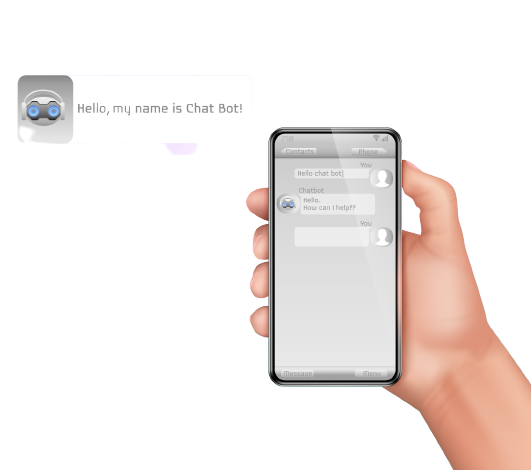 Hello, my name is Chat Bot!
Contacts
Phone
You
Hello chat bot|
Chatbot
Hello.
How can I help??
You
Message
Menu